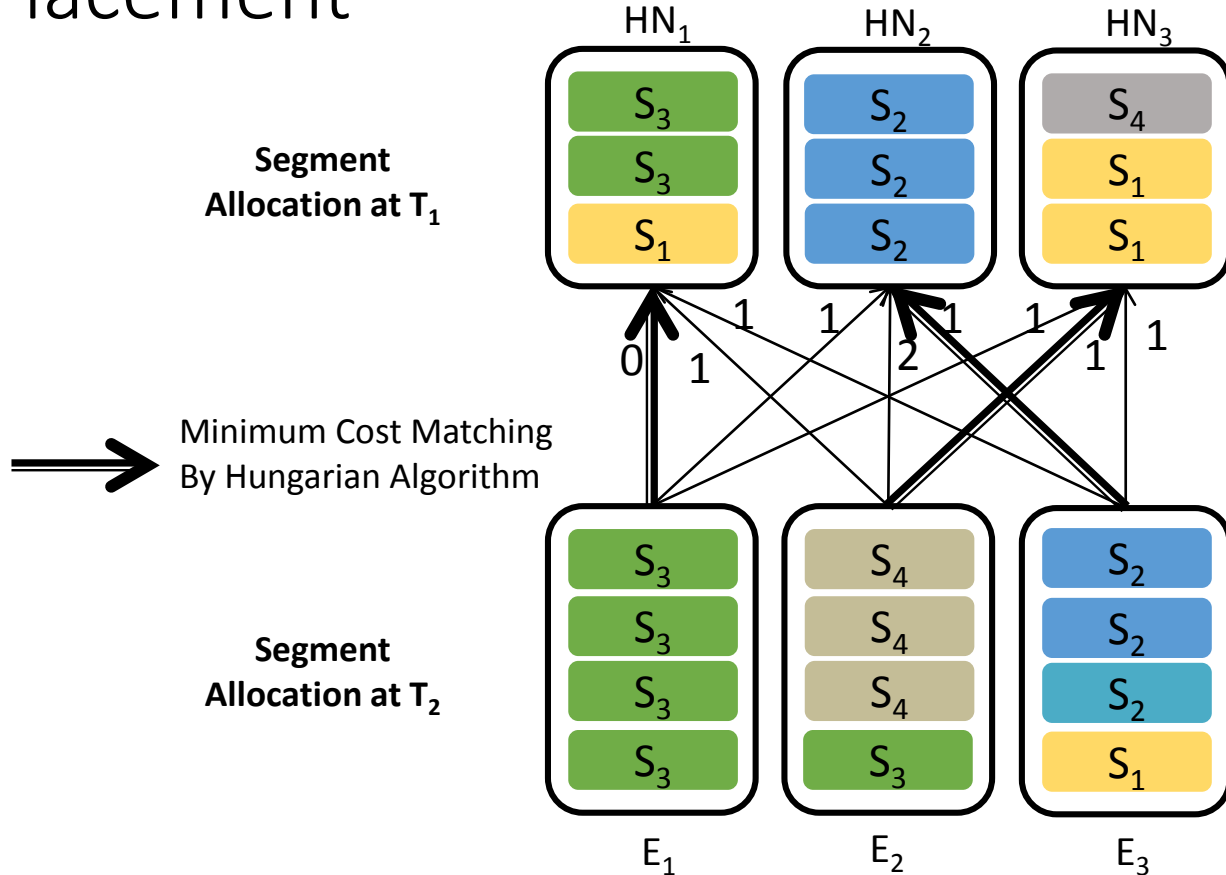 lacement
HN₁ HN₂ HN₃
S₃ S₂ S₄
Segment
Allocation at T₁
S₃ S₂ S₁
S₁ S₂ S₁
1 1 1 1 1
0 1 2 1
Minimum Cost Matching
By Hungarian Algorithm
S₃ S₄ S₂
S₃ S₄ S₂
Segment
Allocation at T₂
S₃ S₄ S₂
S₃ S₃ S₁
E₁ E₂ E₃